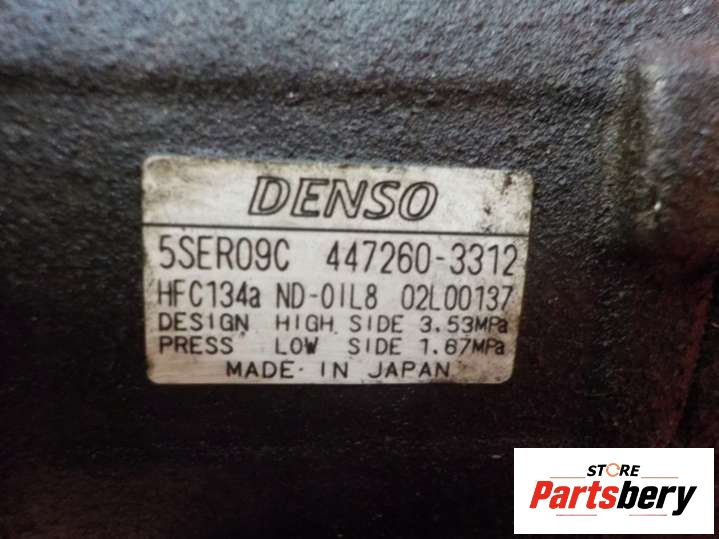 DENSO
5SER09C 447260-3312
HFC134a ND-OIL8 02L00137
DESIGN HIGH SIDE 3.53MPa
PRESS LOW SIDE 1.67MPa
MADE IN JAPAN
STORE
Partsbery